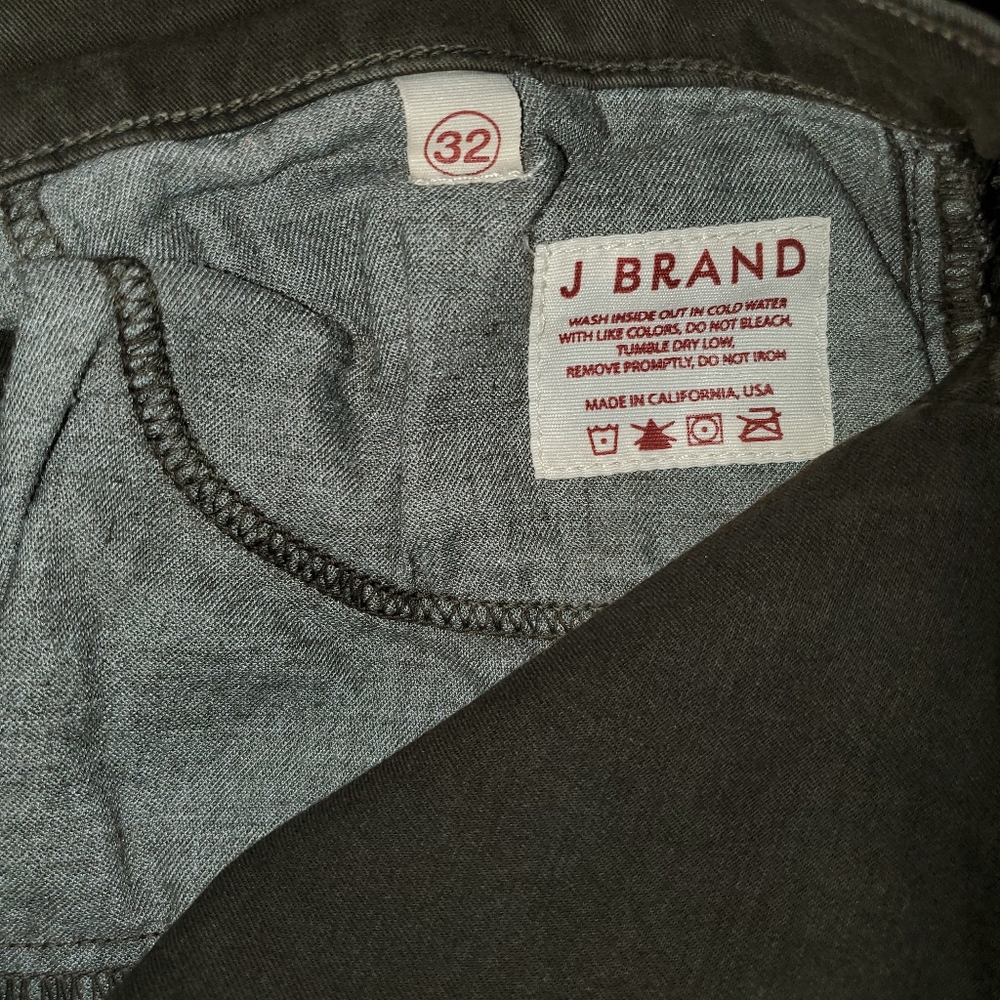 32
J BRAND
WASH INSIDE OUT IN COLD WATER
WITH LIKE COLORS, DO NOT BLEACH,
TUMBLE DRY LOW,
REMOVE PROMPTLY, DO NOT IRON
MADE IN CALIFORNIA, USA